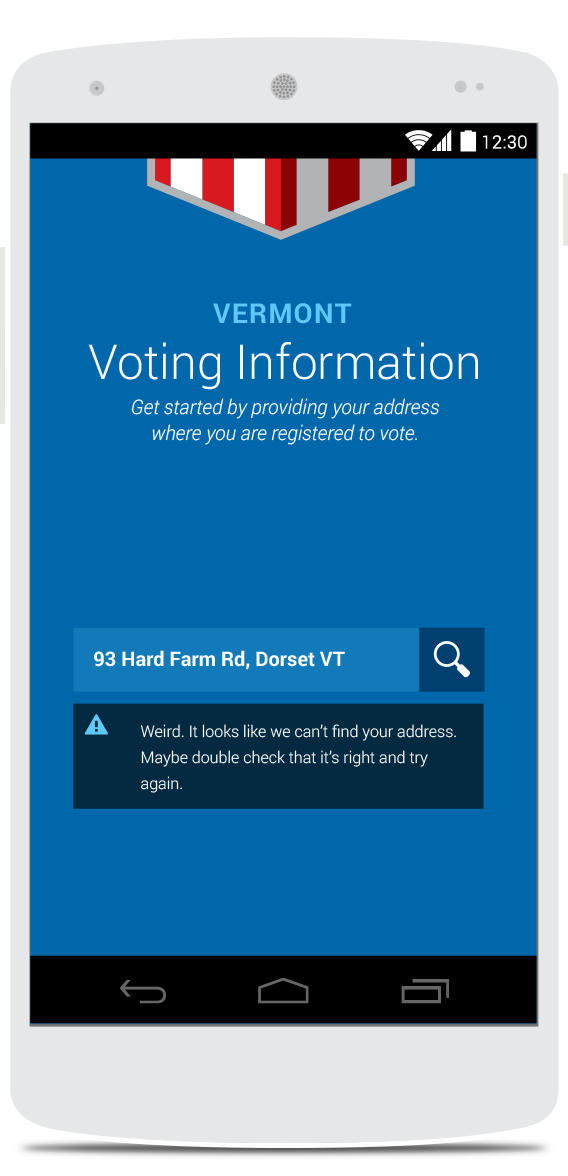 12:30
VERMONT
Voting Information
Get started by providing your address
where you are registered to vote.
93 Hard Farm Rd, Dorset VT
Weird. It looks like we can't find your address.
Maybe double check that it's right and try
again.